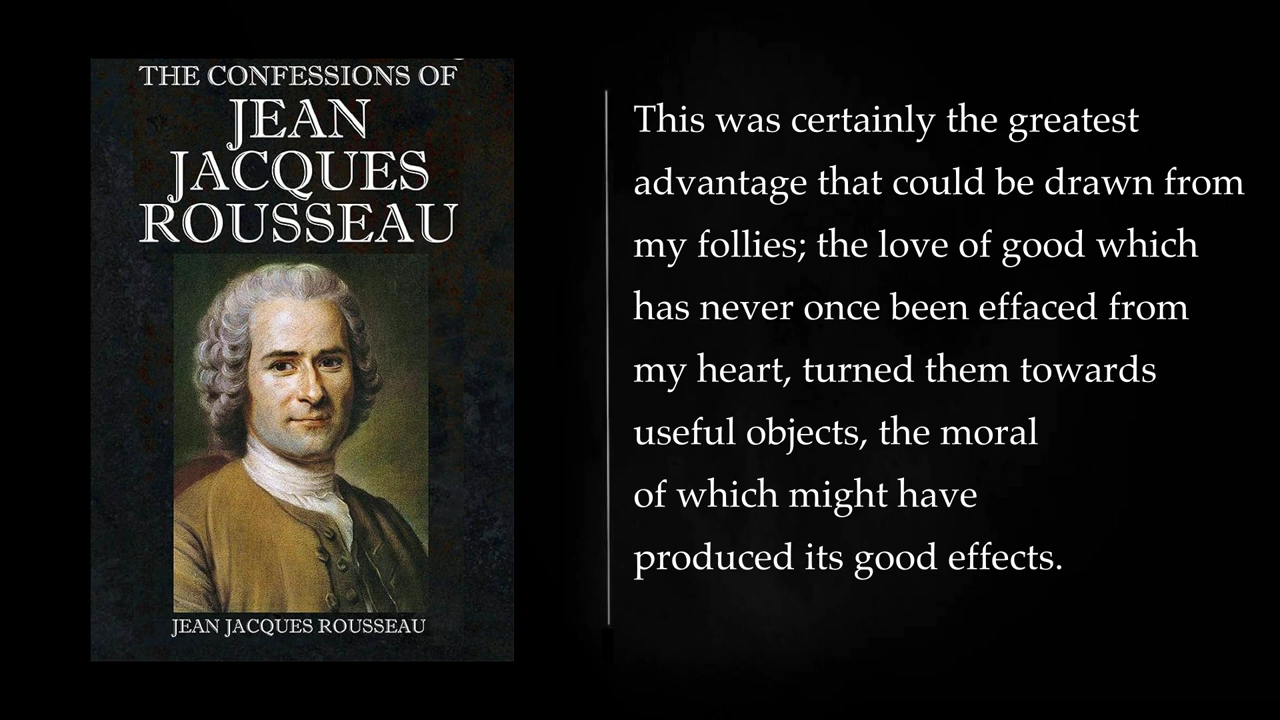 THE CONFESSIONS OF
JEAN
JACQUES
ROUSSEAU
JEAN JACQUES ROUSSEAU
This was certainly the greatest
advantage that could be drawn from
my follies; the love of good which
has never once been effaced from
my heart, turned them towards
useful objects, the moral
of which might have
produced its good effects.